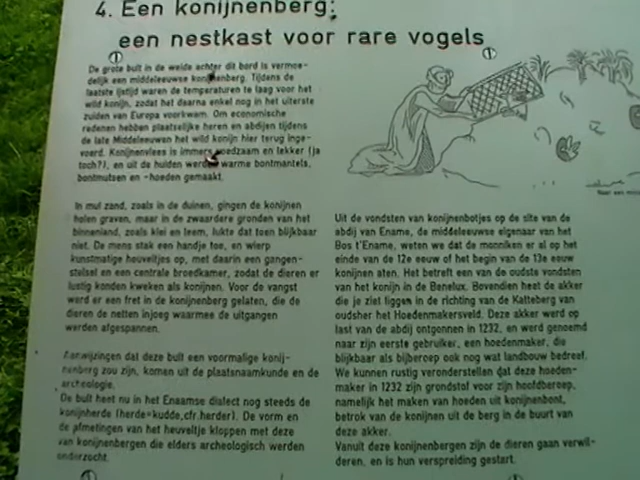 4. Een konijnenberg:
een nestkast voor rare vogels
De grote bult in de weide achter dit bord is vermoe-
delijk een middeleeuwse konijnenberg. Tijdens de
laatste ijstijd waren de temperaturen te laag voor het
wild konijn, zodat het daarna enkel nog in het uiterste
zuiden van Europa voorkwam. Om economische
redenen hebben plaatselijke heren en abdijen tijdens
de late Middeleeuwen het wild konijn hier terug inge-
voerd. Konijnenvlees is immers voedzaam en lekker (ja
toch?), en uit de huiden werden warme bontmantels,
bontmutsen en -hoeden gemaakt.
In mul zand, zoals in de duinen, gingen de konijnen
holen graven, maar in de zwaardere gronden van het
binnenland, zoals klei en leem, lukte dat toen blijkbaar
niet. De mens stak een handje toe, en wierp
kunstmatige heuveltjes op, met daarin een gangen-
stelsel en een centrale broedkamer, zodat de dieren er
lustig konden kweken als konijnen. Voor de vangst
werd er een fret in de konijnenberg gelaten, die de
dieren de netten injoeg waarmee de uitgangen
werden afgespannen.
Aanwijzingen dat deze bult een voormalige konij-
nenberg zou zijn, komen uit de plaatsnaamkunde en de
archeologie.
De bult heet nu in het Enaamse dialect nog steeds de
konijnherde (herde=kudde,cfr.herder). De vorm en
de afmetingen van het heuveltje kloppen met deze
van konijnenbergen die elders archeologisch werden
onderzocht.
Uit de vondsten van konijnenbotjes op de site van de
abdij van Ename, de middeleeuwse eigenaar van het
Bos t'Ename, weten we dat de monniken er al op het
einde van de 12e eeuw of het begin van de 13e eeuw
konijnen aten. Het betreft een van de oudste vondsten
van het konijn in de Benelux. Bovendien heet de akker
die je ziet liggen in de richting van de Katteberg van
oudsher het Hoedenmakersveld. Deze akker werd op
last van de abdij ontgonnen in 1232, en werd genoemd
naar zijn eerste gebruiker, een hoedenmaker, die
blijkbaar als bijberoep ook nog wat landbouw bedreef.
We kunnen rustig veronderstellen dat deze hoeden-
maker in 1232 zijn grondstof voor zijn hoofdberoep,
namelijk het maken van hoeden uit konijnenbont,
betrok van de konijnen uit de berg in de buurt van
deze akker.
Vanuit deze konijnenbergen zijn de dieren gaan verwil-
deren, en is hun verspreiding gestart.
Naar een